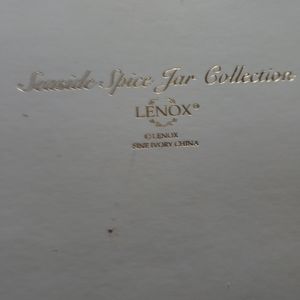 Seaside Spice Jar Collection
LENOX®
© LENOX
FINE IVORY CHINA